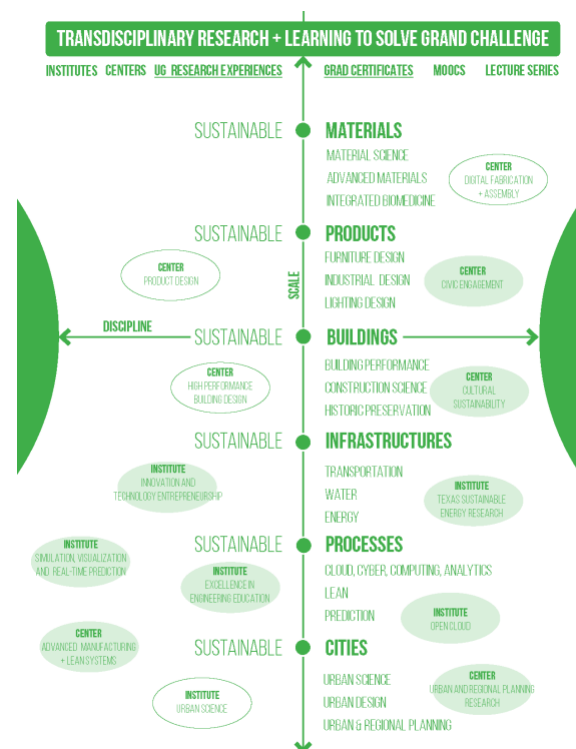 TRANSDISCIPLINARY RESEARCH + LEARNING TO SOLVE GRAND CHALLENGE
INSTITUTES CENTERS UG RESEARCH EXPERIENCES GRAD CERTIFICATES MOOCS LECTURE SERIES
SUSTAINABLE MATERIALS
MATERIAL SCIENCE
ADVANCED MATERIALS
INTEGRATED BIOMEDICINE
CENTER
DIGITAL FABRICATION
+ ASSEMBLY
SUSTAINABLE PRODUCTS
FURNITURE DESIGN
INDUSTRIAL DESIGN
LIGHTING DESIGN
CENTER
PRODUCT DESIGN
CENTER
CIVIC ENGAGEMENT
SCALE
DISCIPLINE
SUSTAINABLE BUILDINGS
BUILDING PERFORMANCE
CONSTRUCTION SCIENCE
HISTORIC PRESERVATION
CENTER
HIGH PERFORMANCE
BUILDING DESIGN
CENTER
CULTURAL
SUSTAINABILITY
SUSTAINABLE INFRASTRUCTURES
TRANSPORTATION
WATER
ENERGY
INSTITUTE
INNOVATION AND
TECHNOLOGY ENTREPRENEURSHIP
INSTITUTE
TEXAS SUSTAINABLE
ENERGY RESEARCH
SUSTAINABLE PROCESSES
CLOUD, CYBER, COMPUTING, ANALYTICS
LEAN
PREDICTION
INSTITUTE
SIMULATION, VISUALIZATION
AND REAL-TIME PREDICTION
INSTITUTE
EXCELLENCE IN
ENGINEERING EDUCATION
INSTITUTE
OPEN CLOUD
SUSTAINABLE CITIES
URBAN SCIENCE
URBAN DESIGN
URBAN & REGIONAL PLANNING
CENTER
ADVANCED MANUFACTURING
+ LEAN SYSTEMS
INSTITUTE
URBAN SCIENCE
CENTER
URBAN AND REGIONAL PLANNING
RESEARCH